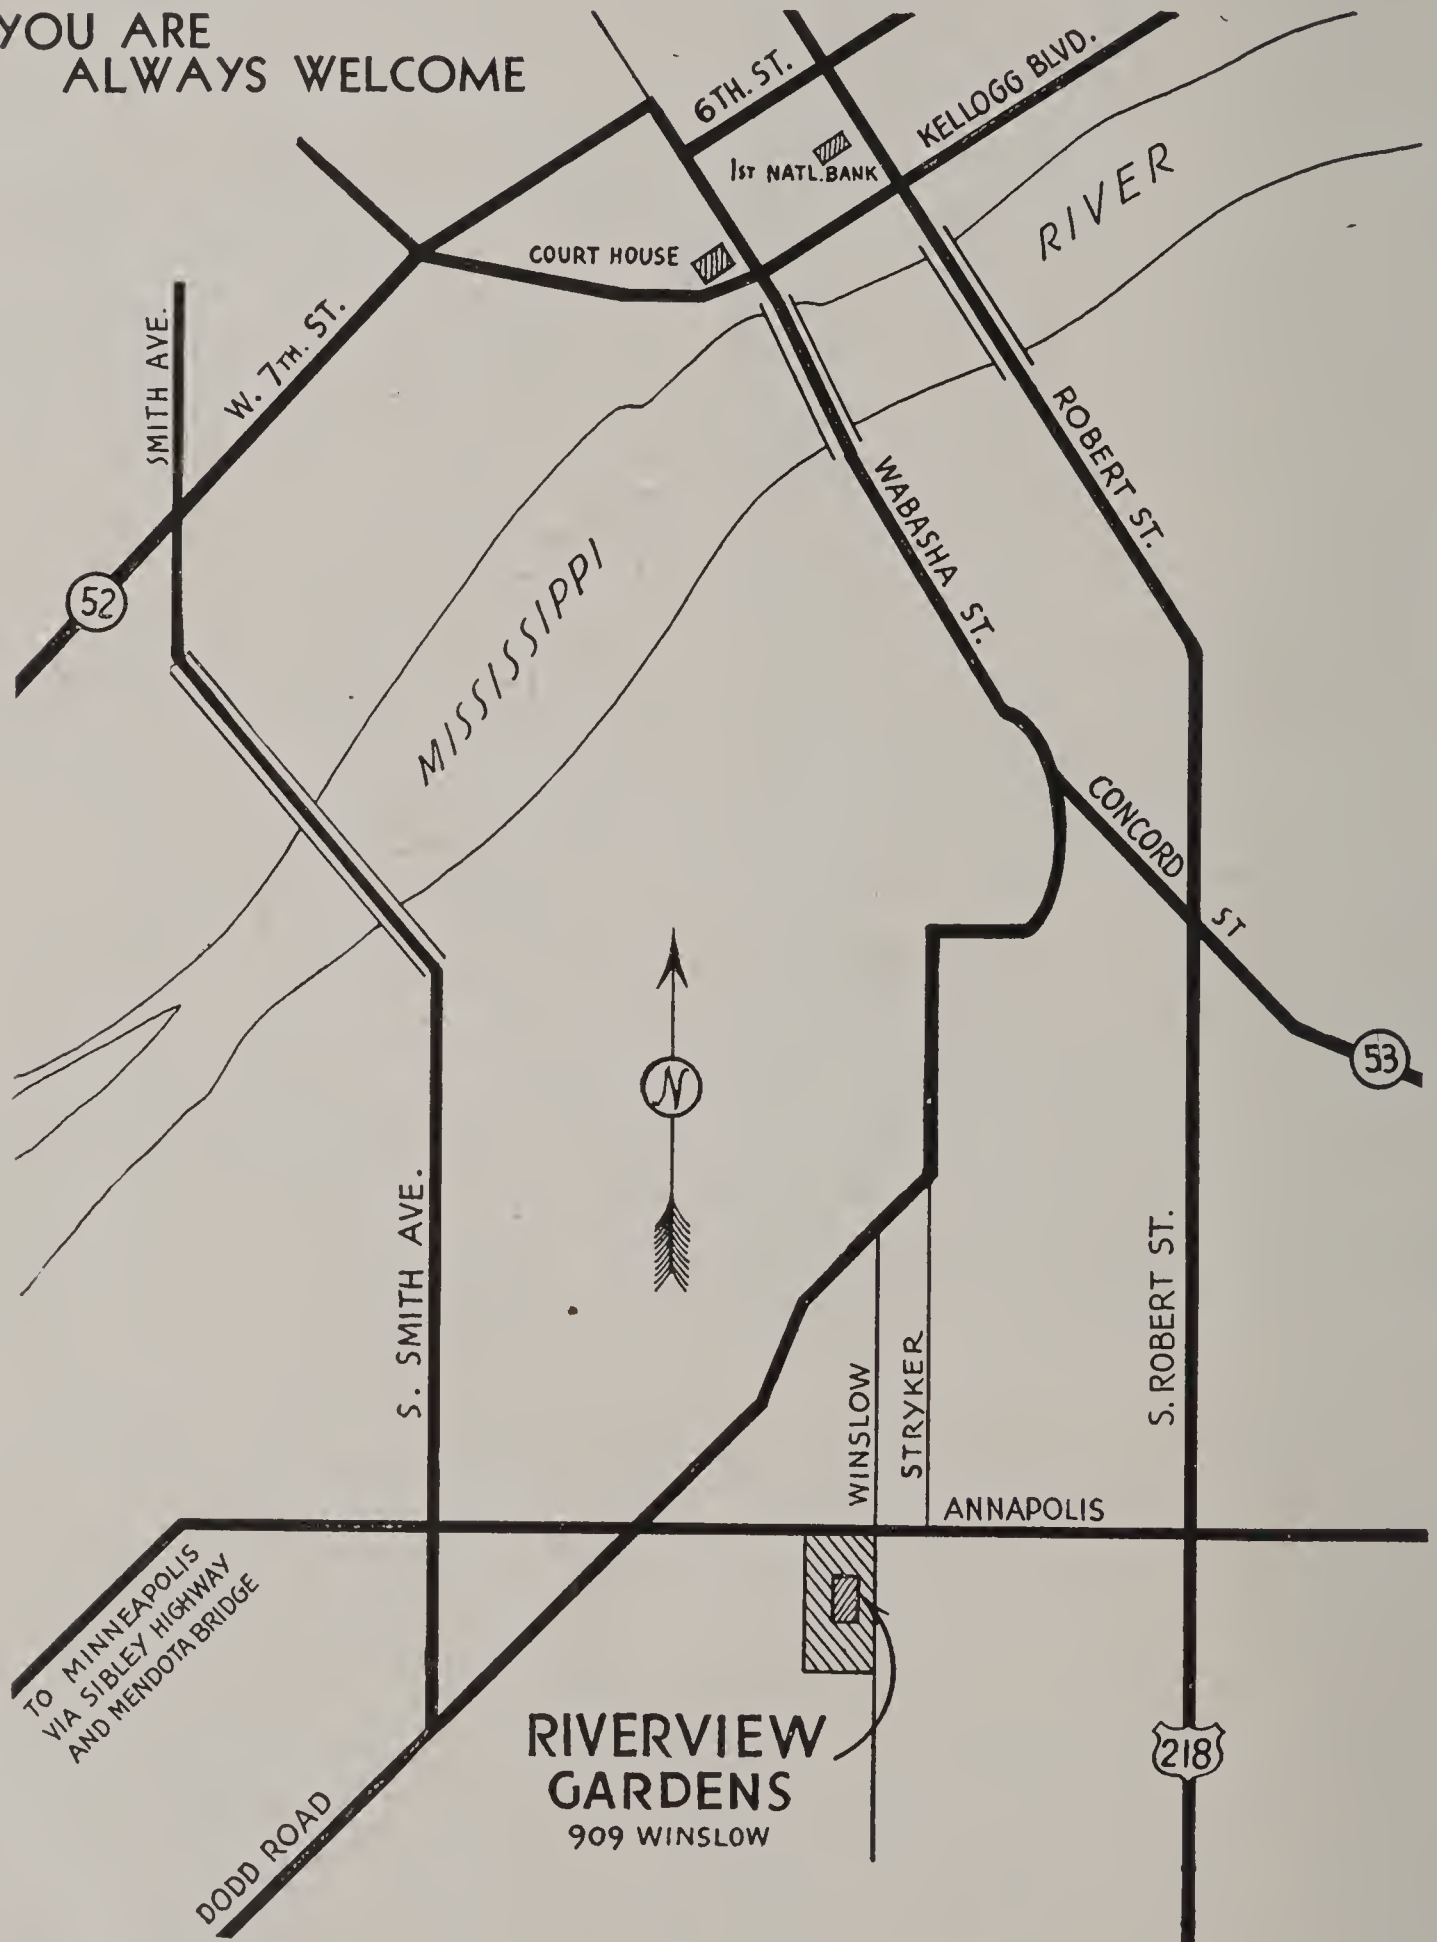 YOU ARE
ALWAYS WELCOME
6TH. ST.
KELLOGG BLVD.
1ST NATL. BANK
RIVER
COURT HOUSE
SMITH AVE.
W. 7TH. ST.
ROBERT ST.
WABASHA ST.
52
MISSISSIPPI
CONCORD ST
53
N
S. SMITH AVE.
S. ROBERT ST.
WINSLOW
STRYKER
ANNAPOLIS
TO MINNEAPOLIS
VIA SIBLEY HIGHWAY
AND MENDOTA BRIDGE
218
RIVERVIEW
GARDENS
909 WINSLOW
DODD ROAD